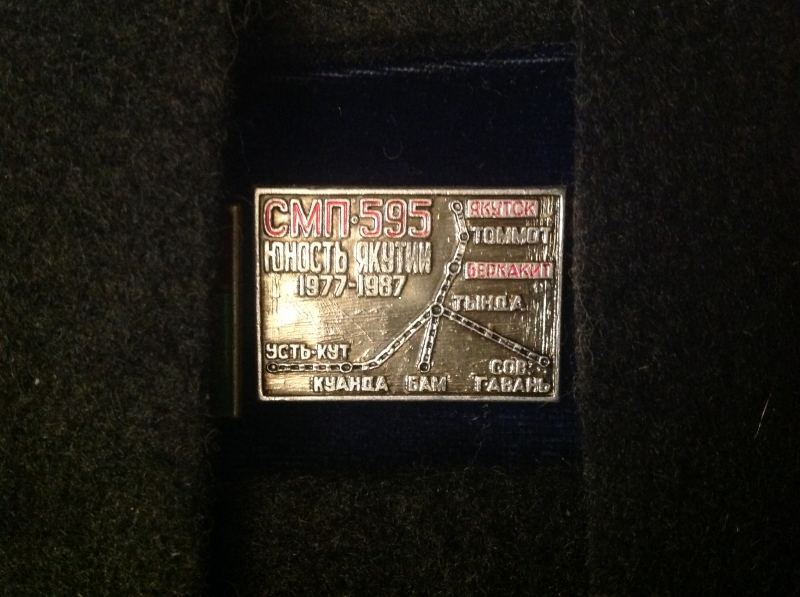 СМП·595
ЮНОСТЬ ЯКУТИИ
1977-1987
ЯКУТСК
ТОММОТ
БЕРКАКИТ
ТЫНДА
УСТЬ-КУТ
КУАНДА
БАМ
СОВ.
ГАВАНЬ